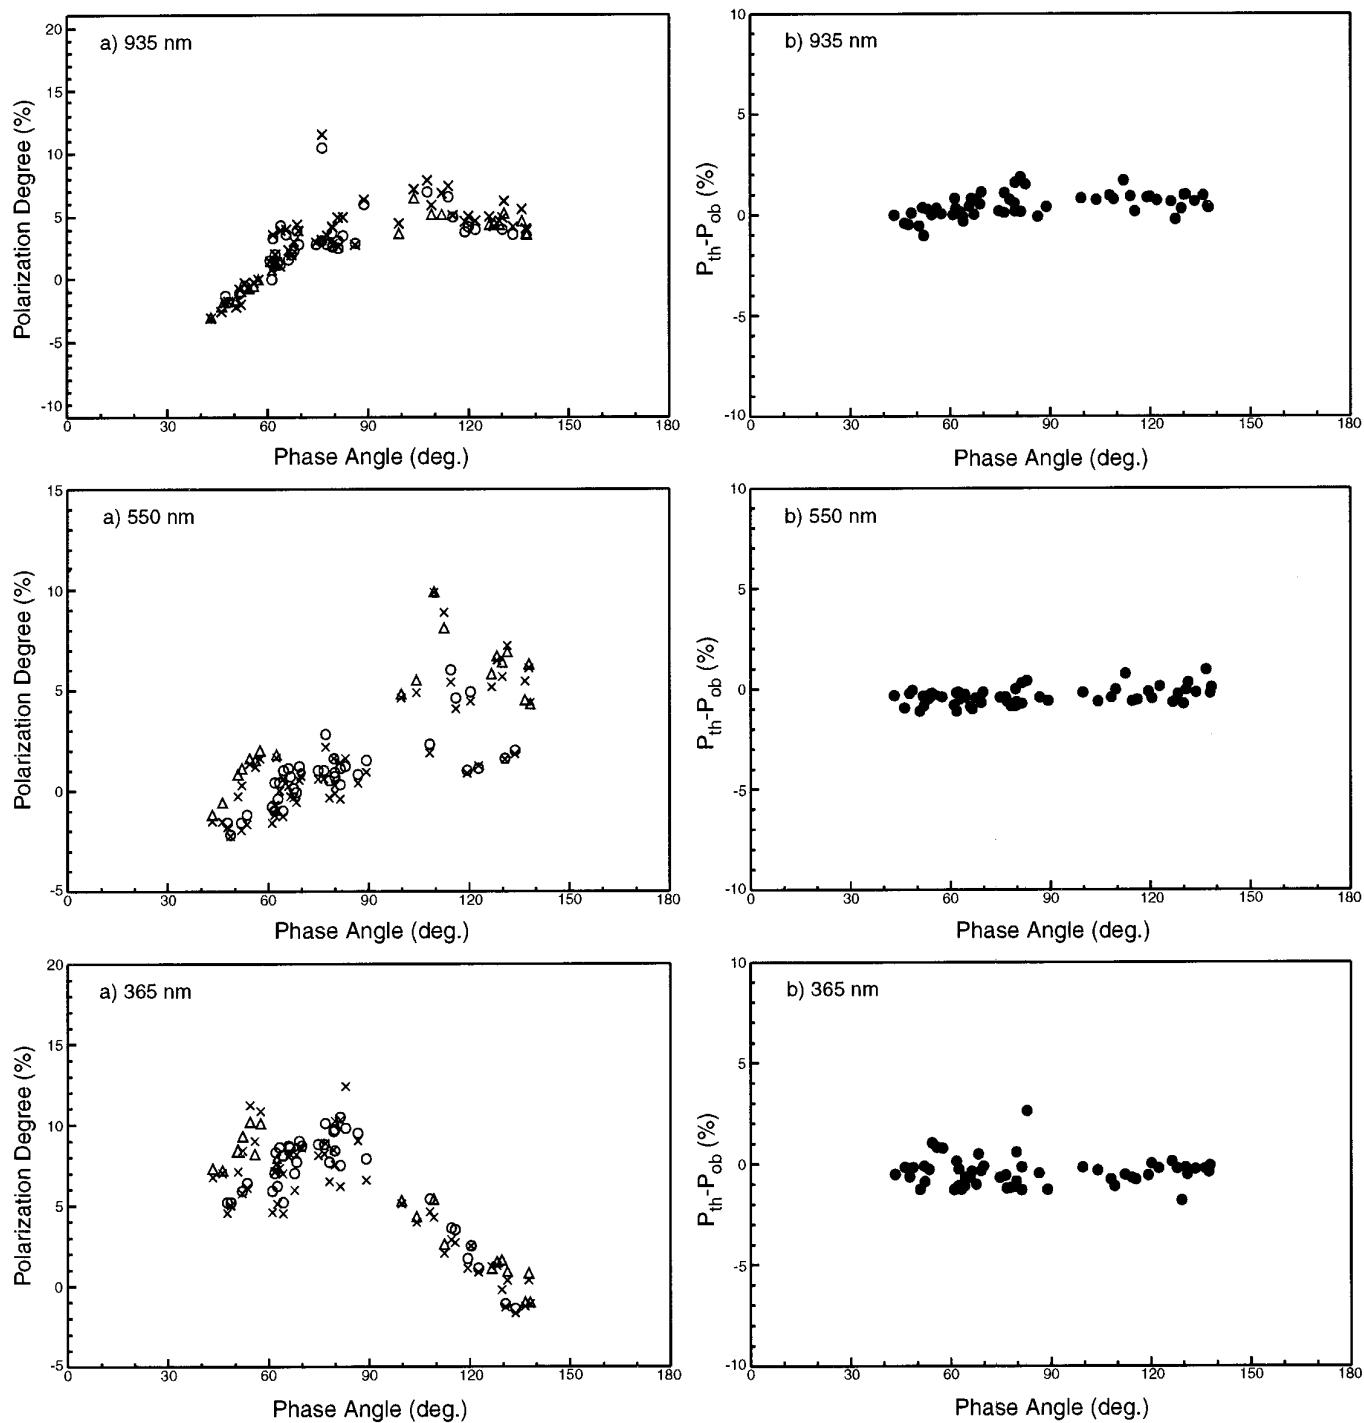 a) 935 nm
Polarization Degree (%)
20
15
10
5
0
-5
-10
0 30 60 90 120 150 180
Phase Angle (deg.)
b) 935 nm
Pth-Pob (%)
10
5
0
-5
-10
0 30 60 90 120 150 180
Phase Angle (deg.)
a) 550 nm
Polarization Degree (%)
15
10
5
0
-5
0 30 60 90 120 150 180
Phase Angle (deg.)
b) 550 nm
Pth-Pob (%)
10
5
0
-5
-10
0 30 60 90 120 150 180
Phase Angle (deg.)
a) 365 nm
Polarization Degree (%)
20
15
10
5
0
-5
0 30 60 90 120 150 180
Phase Angle (deg.)
b) 365 nm
Pth-Pob (%)
10
5
0
-5
-10
0 30 60 90 120 150 180
Phase Angle (deg.)